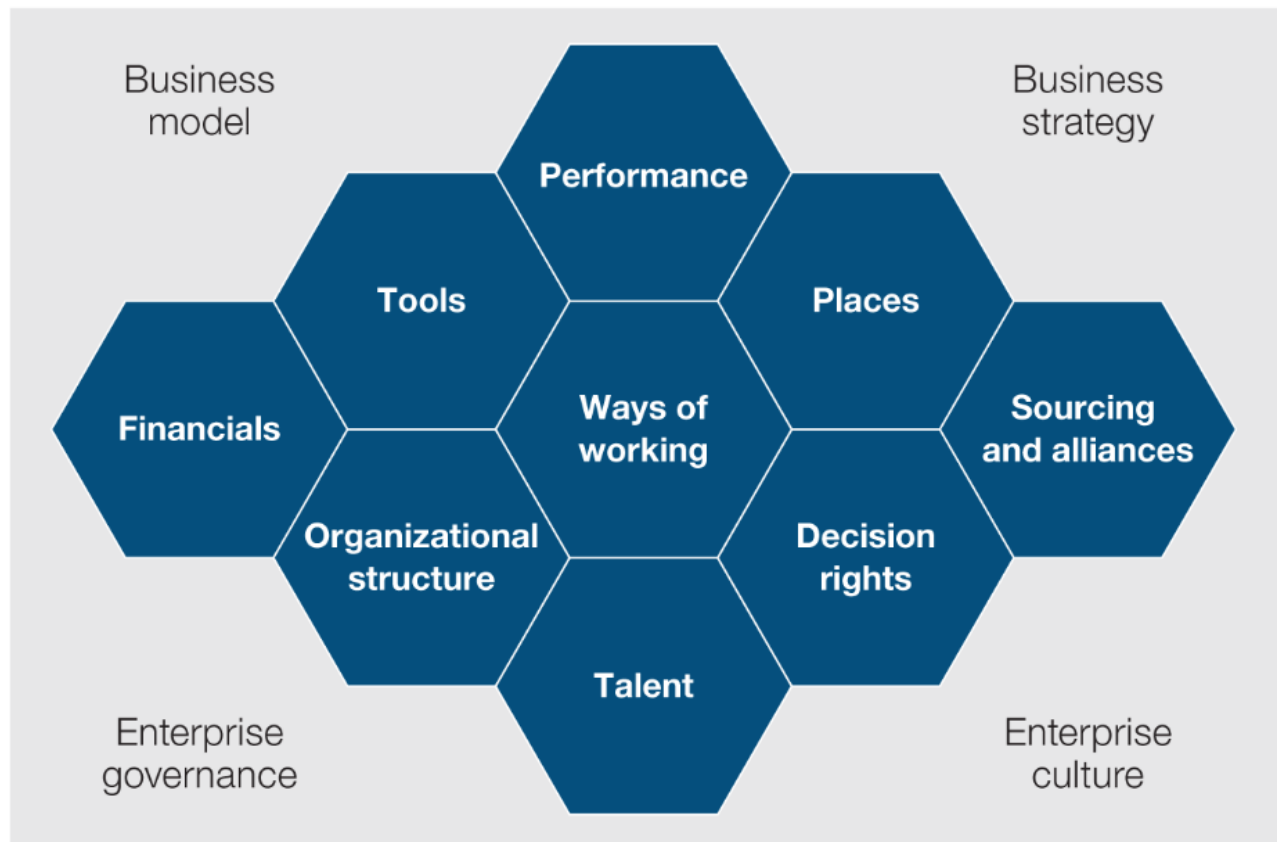 Business
model
Business
strategy
Performance
Tools
Places
Financials
Ways of
working
Sourcing
and alliances
Organizational
structure
Decision
rights
Talent
Enterprise
governance
Enterprise
culture